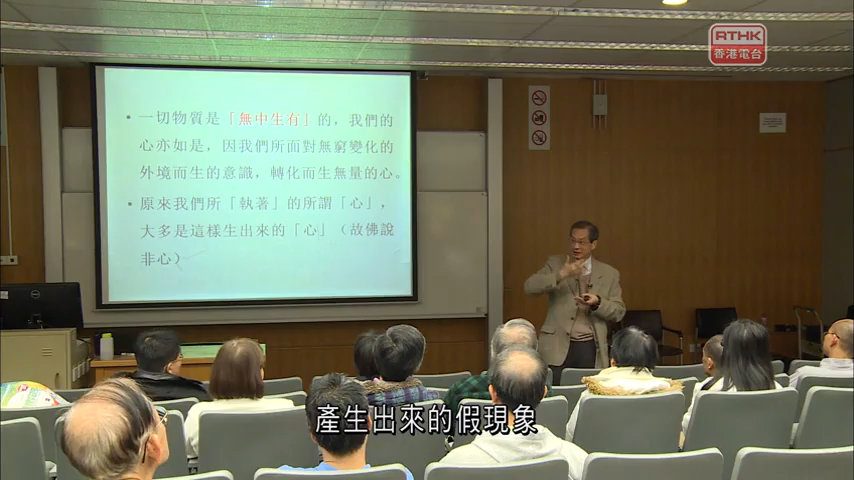 RTHK
香港電台
• 一切物質是「無中生有」的，我們的
心亦如是，因我們所面對無窮變化的
外境而生的意識，轉化而生無量的心。
• 原來我們所「執著」的所謂「心」，
大多是這樣生出來的「心」（故佛說
非心）
產生出來的假現象